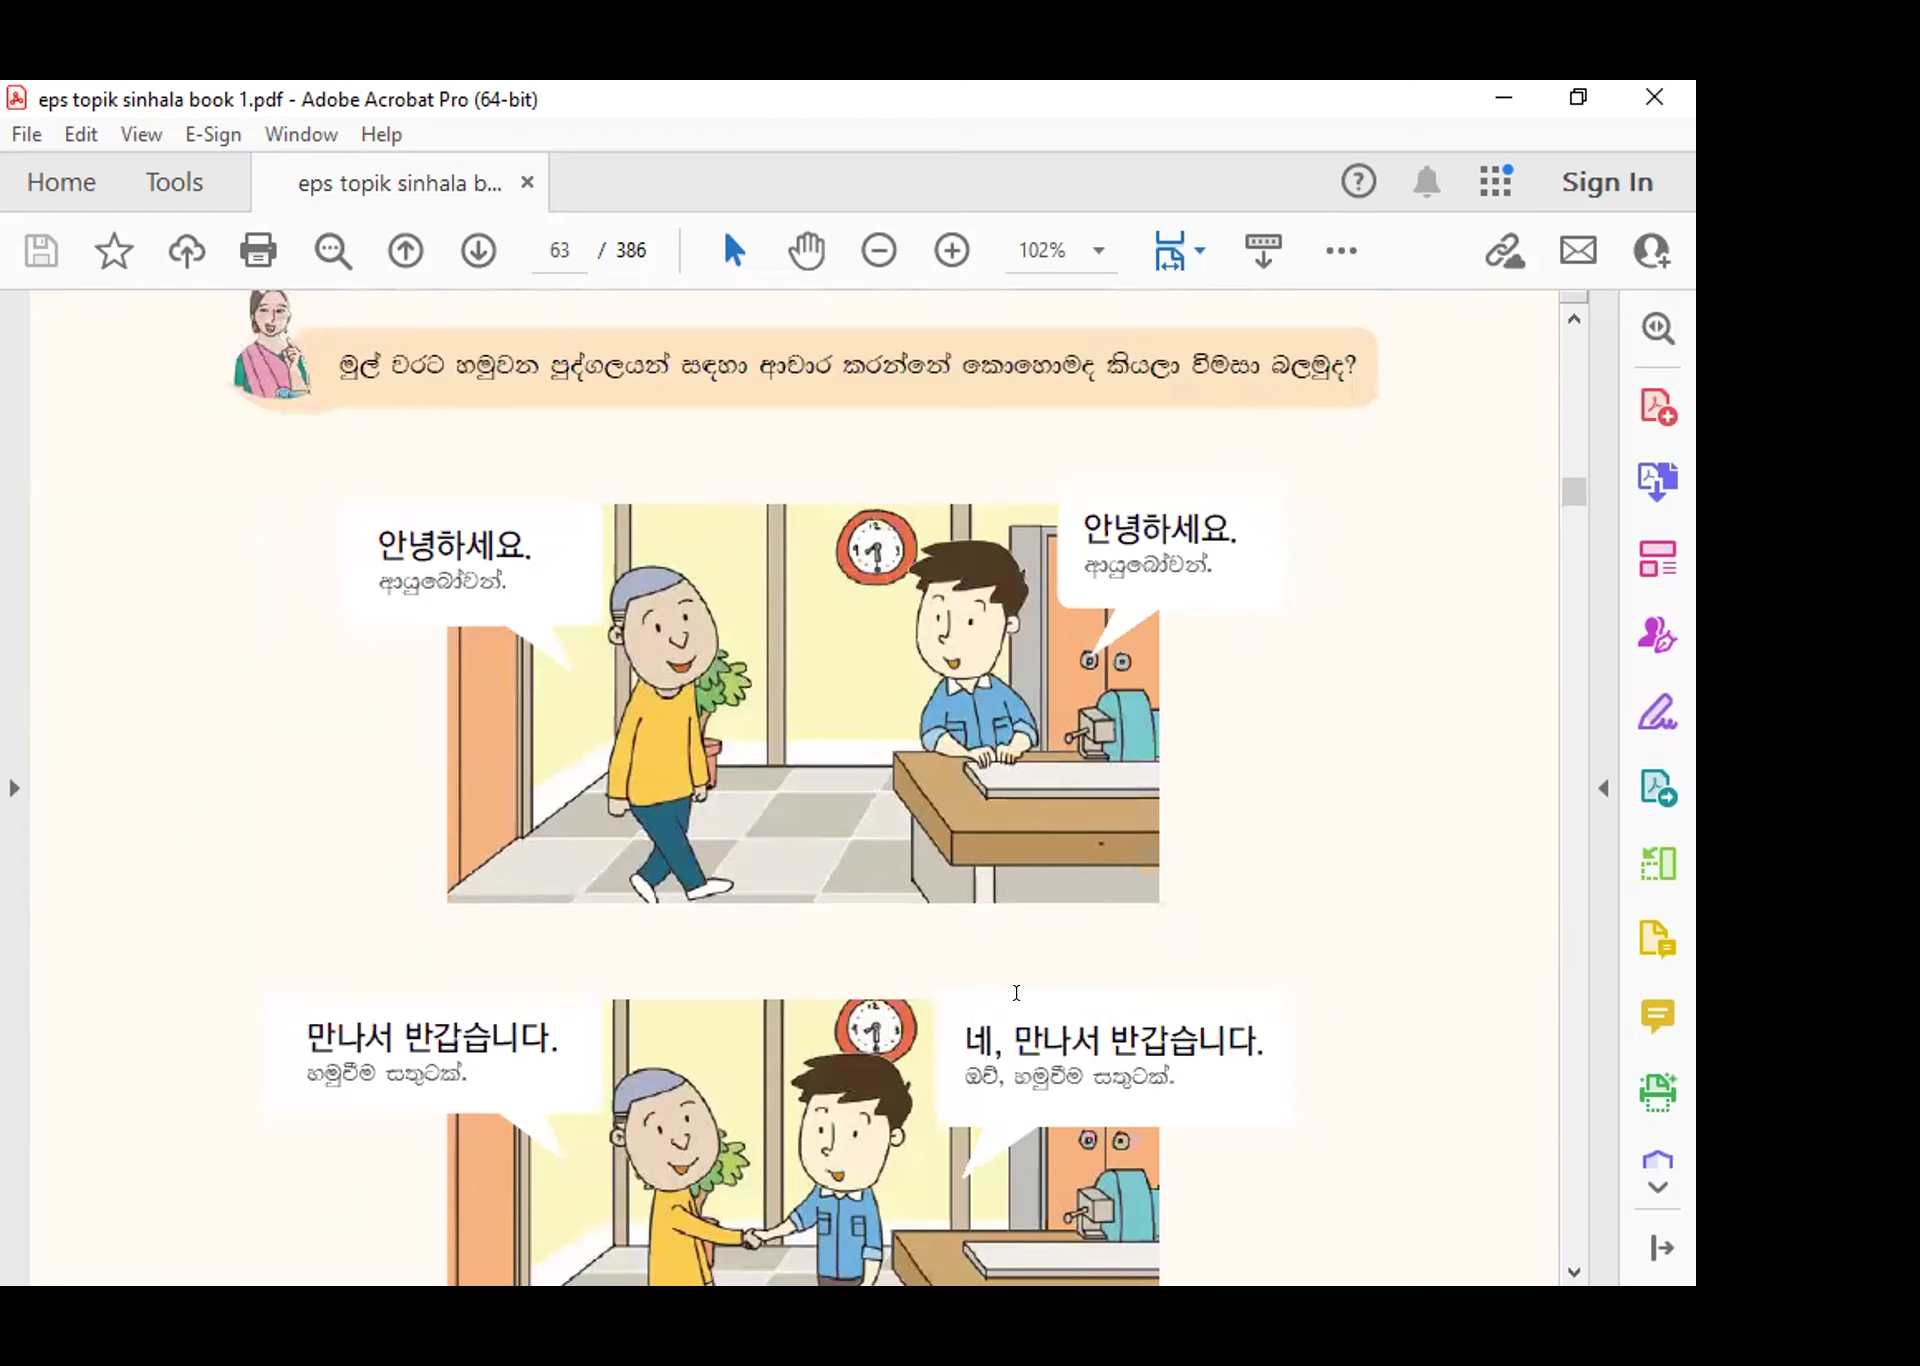 eps topik sinhala book 1.pdf - Adobe Acrobat Pro (64-bit)
File Edit View E-Sign Window Help
Home Tools eps topik sinhala b... Sign In
63 / 386 102%
මුල් වරට හමුවන පුද්ගලයන් සඳහා ආචාර කරන්නේ කොහොමද කියලා විමසා බලමුද?
안녕하세요.
ආයුබෝවන්.
안녕하세요.
ආයුබෝවන්.
만나서 반갑습니다.
හමුවීම සතුටක්.
네, 만나서 반갑습니다.
ඔව්, හමුවීම සතුටක්.